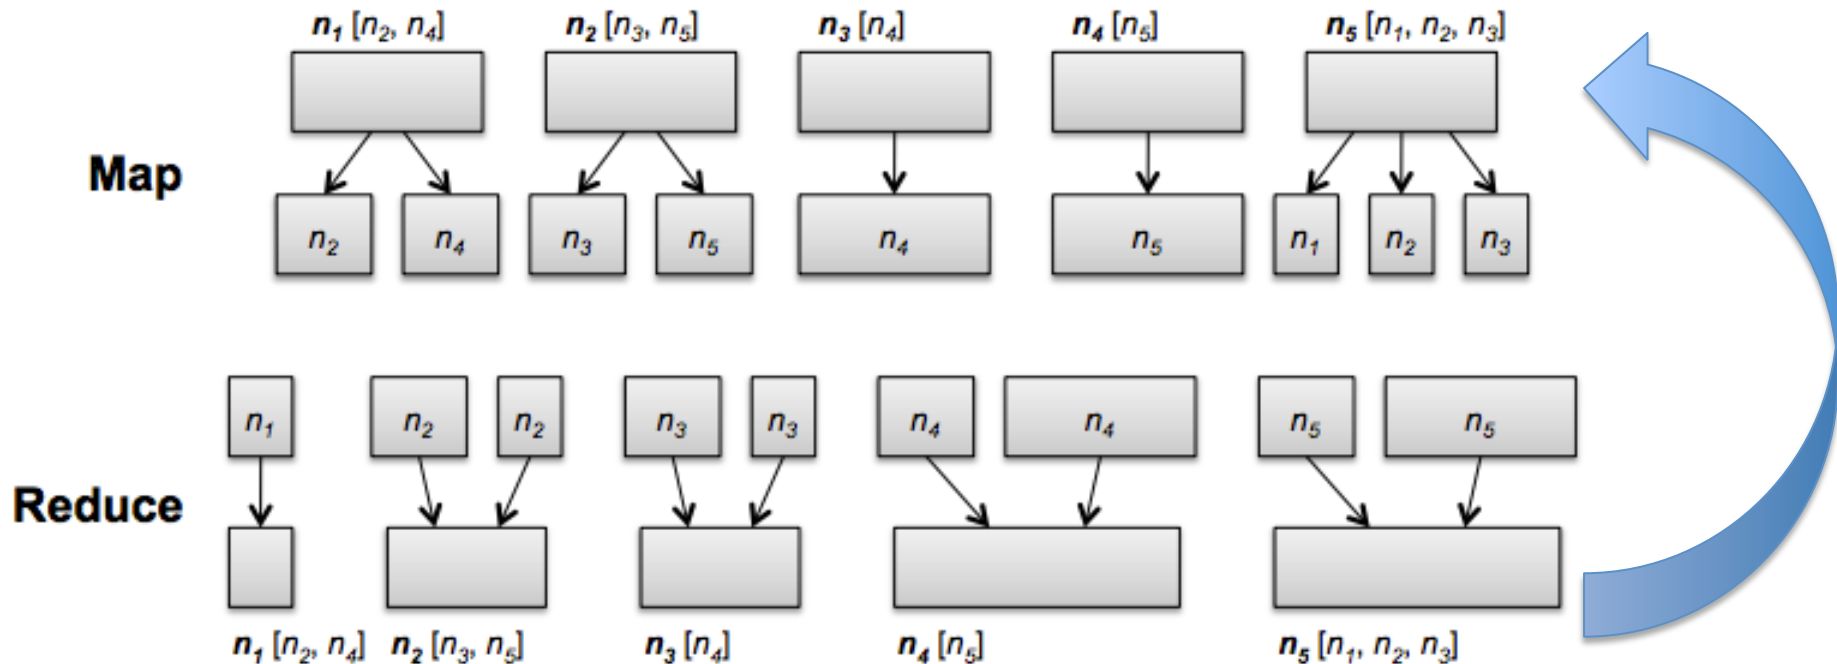 n₁ [n₂, n₄] n₂ [n₃, n₅] n₃ [n₄] n₄ [n₅] n₅ [n₁, n₂, n₃]
Map
n₂ n₄ n₃ n₅ n₄ n₅ n₁ n₂ n₃
n₁ n₂ n₂ n₃ n₃ n₄ n₄ n₅ n₅
Reduce
n₁ [n₂, n₄] n₂ [n₃, n₅] n₃ [n₄] n₄ [n₅] n₅ [n₁, n₂, n₃]